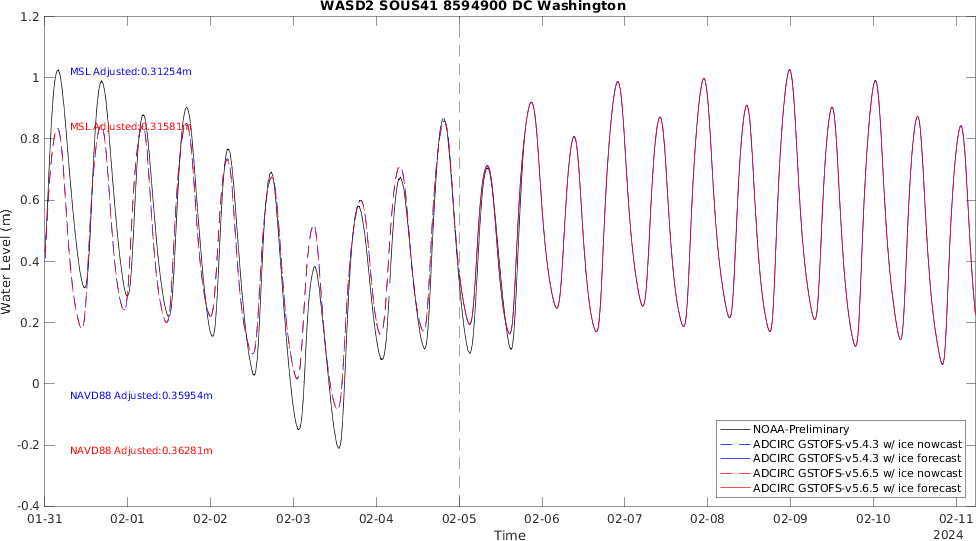 WASD2 SOUS41 8594900 DC Washington
1.2
1
0.8
0.6
0.4
0.2
0
-0.2
-0.4
Water Level (m)
MSL Adjusted:0.31254m
MSL Adjusted:0.31581m
NAVD88 Adjusted:0.35954m
NAVD88 Adjusted:0.36281m
NOAA-Preliminary
ADCIRC GSTOFS-v5.4.3 w/ ice nowcast
ADCIRC GSTOFS-v5.4.3 w/ ice forecast
ADCIRC GSTOFS-v5.6.5 w/ ice nowcast
ADCIRC GSTOFS-v5.6.5 w/ ice forecast
01-31 02-01 02-02 02-03 02-04 02-05 02-06 02-07 02-08 02-09 02-10 02-11
Time
2024